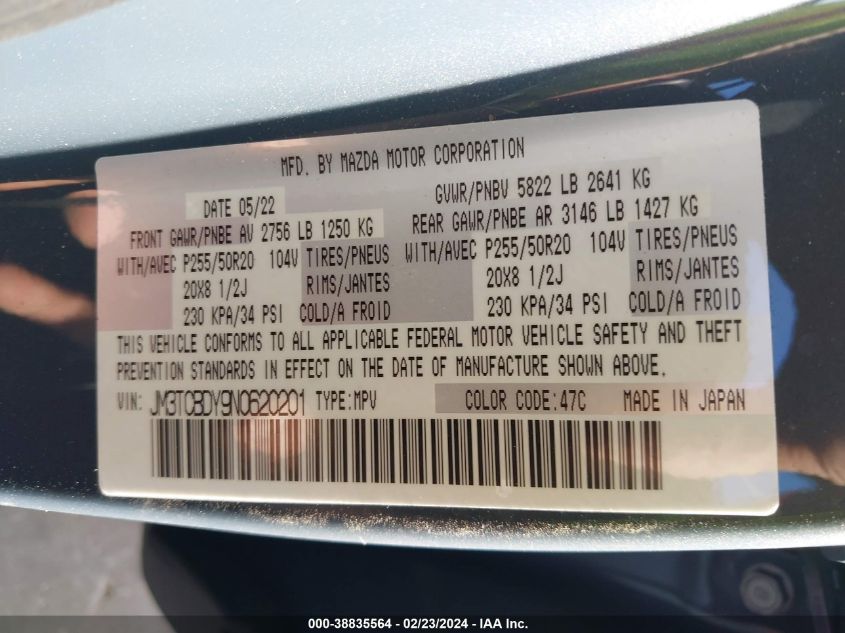 MFD. BY MAZDA MOTOR CORPORATION
DATE 05/22 GVWR/PNBV 5822 LB 2641 KG
FRONT GAWR/PNBE AV 2756 LB 1250 KG REAR GAWR/PNBE AR 3146 LB 1427 KG
WITH/AVEC P255/50R20 104V TIRES/PNEUS WITH/AVEC P255/50R20 104V TIRES/PNEUS
20X8 1/2J RIMS/JANTES 20X8 1/2J RIMS/JANTES
230 KPA/34 PSI COLD/A FROID 230 KPA/34 PSI COLD/A FROID
THIS VEHICLE CONFORMS TO ALL APPLICABLE FEDERAL MOTOR VEHICLE SAFETY AND THEFT
PREVENTION STANDARDS IN EFFECT ON THE DATE OF MANUFACTURE SHOWN ABOVE.
VIN: JM3TCBDY9N0620201 TYPE:MPV COLOR CODE:47C MADE IN JAPAN
000-38835564 - 02/23/2024 - IAA Inc.